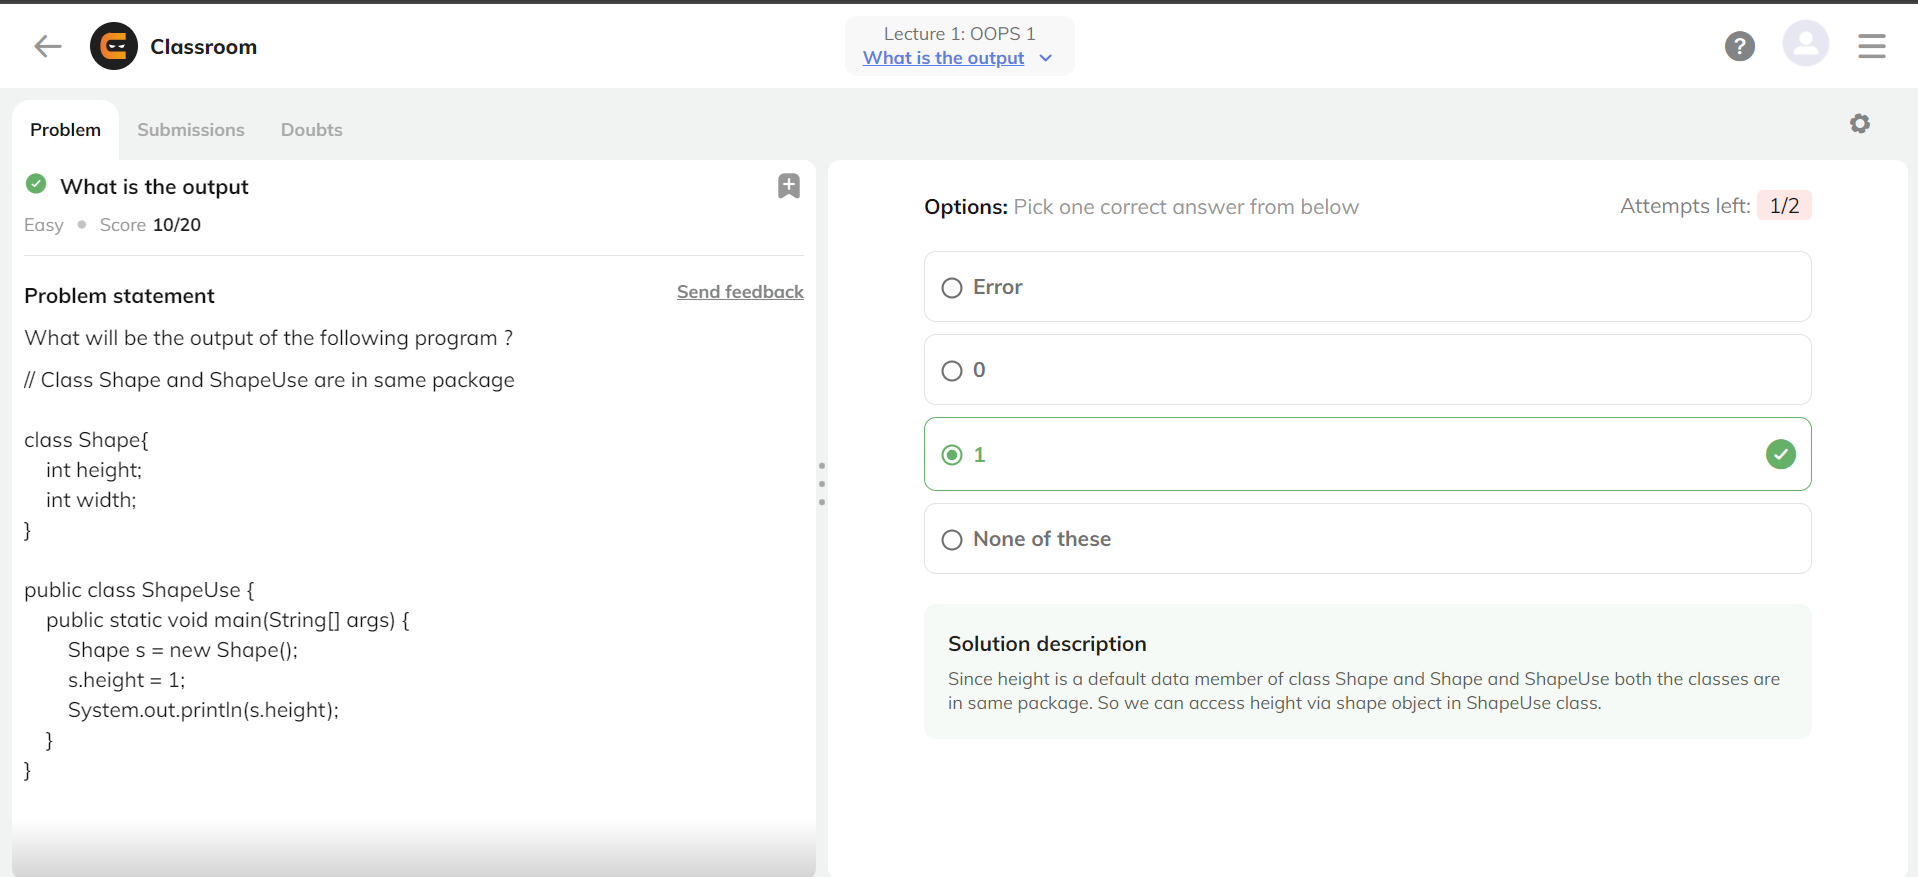 Classroom
Lecture 1: OOPS 1
What is the output
?
Problem
Submissions
Doubts
What is the output
Easy
Score 10/20
Problem statement
Send feedback
What will be the output of the following program ?
// Class Shape and ShapeUse are in same package
class Shape{
int height;
int width;
}
public class ShapeUse {
public static void main(String[] args) {
Shape s = new Shape();
s.height = 1;
System.out.println(s.height);
}
}
Options: Pick one correct answer from below
Attempts left: 1/2
Error
0
1
None of these
Solution description
Since height is a default data member of class Shape and Shape and ShapeUse both the classes are
in same package. So we can access height via shape object in ShapeUse class.